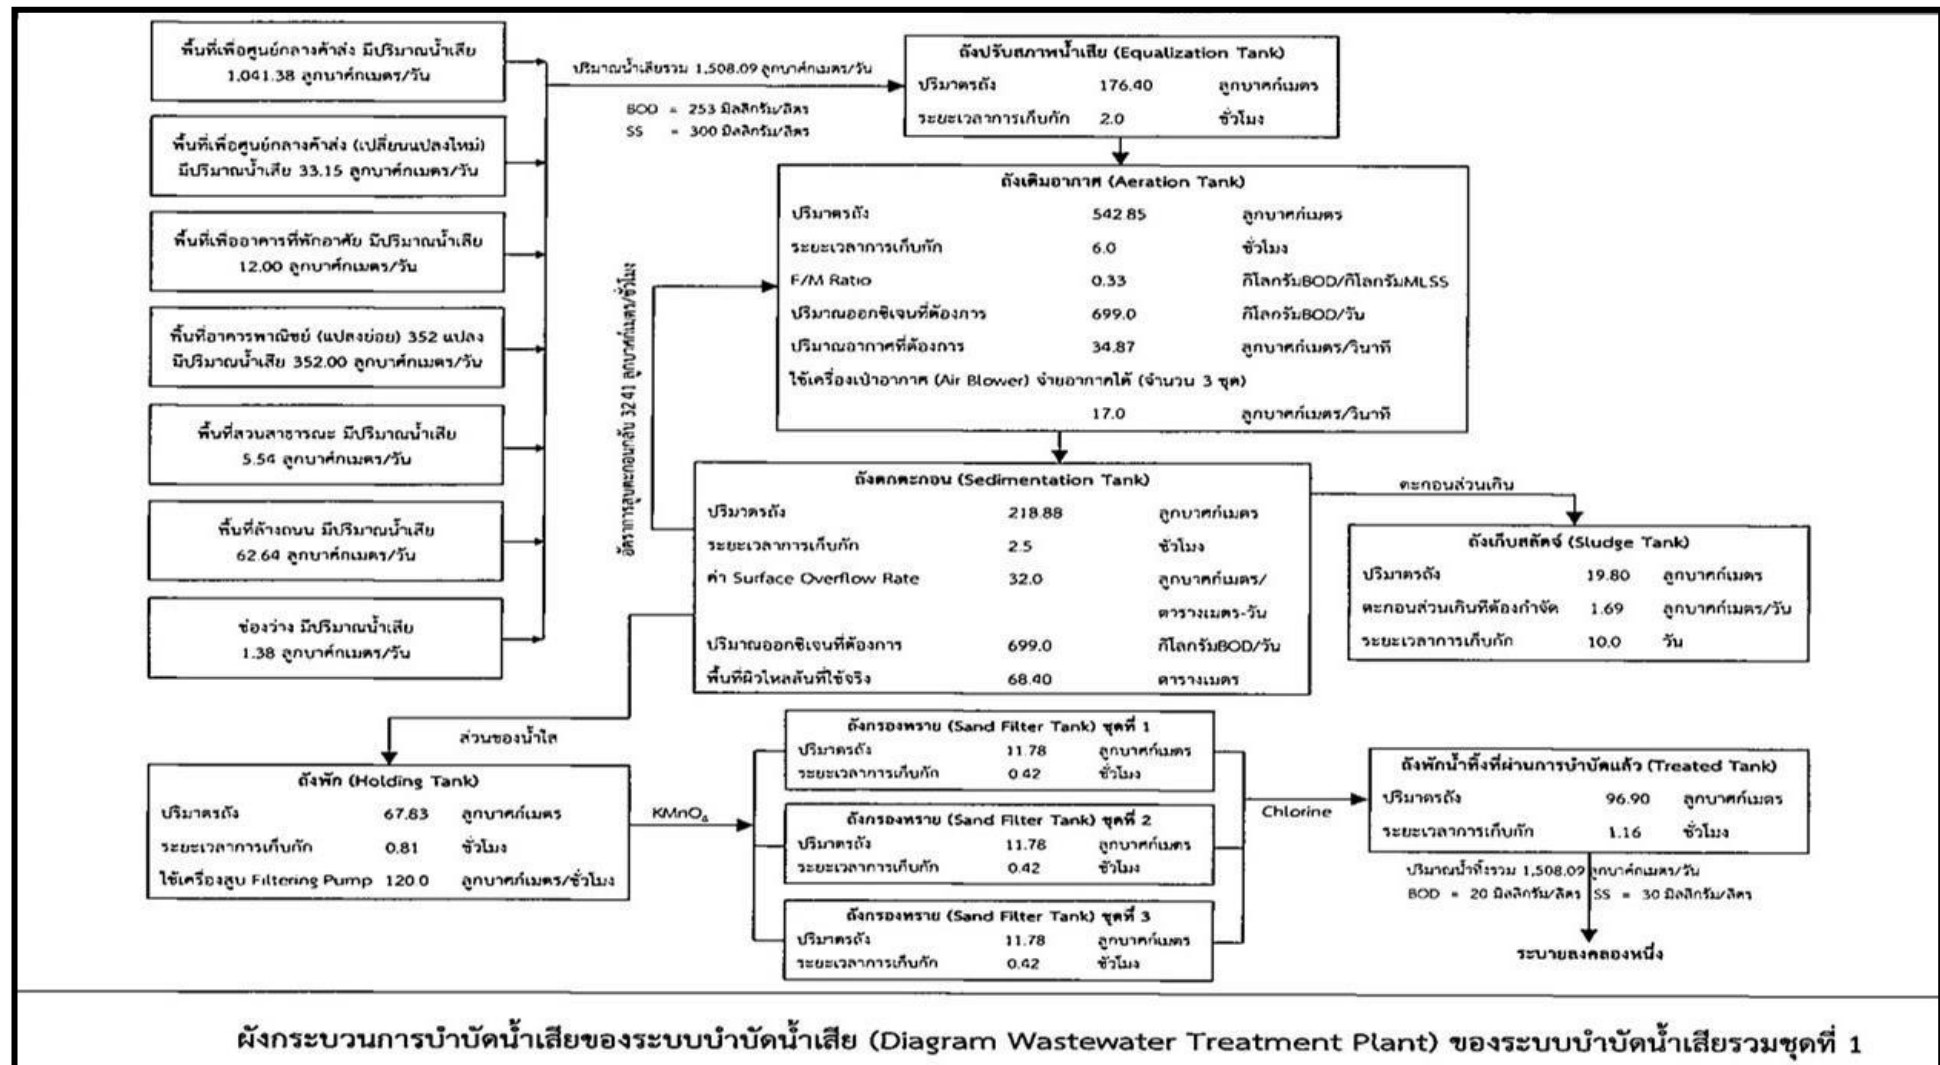 พื้นที่เพื่อศูนย์กลางค้าส่ง มีปริมาณน้ำเสีย
1,041.38 ลูกบาศก์เมตร/วัน
พื้นที่เพื่อศูนย์กลางค้าส่ง (เปลี่ยนแปลงใหม่)
มีปริมาณน้ำเสีย 33.15 ลูกบาศก์เมตร/วัน
พื้นที่เพื่ออาคารที่พักอาศัย มีปริมาณน้ำเสีย
12.00 ลูกบาศก์เมตร/วัน
พื้นที่อาคารพาณิชย์ (แปลงย่อย) 352 แปลง
มีปริมาณน้ำเสีย 352.00 ลูกบาศก์เมตร/วัน
พื้นที่สวนสาธารณะ มีปริมาณน้ำเสีย
5.54 ลูกบาศก์เมตร/วัน
พื้นที่ล้างถนน มีปริมาณน้ำเสีย
62.64 ลูกบาศก์เมตร/วัน
ช่องว่าง มีปริมาณน้ำเสีย
1.38 ลูกบาศก์เมตร/วัน
ปริมาณน้ำเสียรวม 1,508.09 ลูกบาศก์เมตร/วัน
BOD = 253 มิลลิกรัม/ลิตร
SS = 300 มิลลิกรัม/ลิตร
ถังปรับสภาพน้ำเสีย (Equalization Tank)
ปริมาตรถัง 176.40 ลูกบาศก์เมตร
ระยะเวลาการเก็บกัก 2.0 ชั่วโมง
ถังเติมอากาศ (Aeration Tank)
ปริมาตรถัง 542.85 ลูกบาศก์เมตร
ระยะเวลาการเก็บกัก 6.0 ชั่วโมง
F/M Ratio 0.33 กิโลกรัมBOD/กิโลกรัมMLSS
ปริมาณออกซิเจนที่ต้องการ 699.0 กิโลกรัมBOD/วัน
ปริมาณอากาศที่ต้องการ 34.87 ลูกบาศก์เมตร/วินาที
ใช้เครื่องเป่าอากาศ (Air Blower) จ่ายอากาศได้ (จำนวน 3 ชุด)
17.0 ลูกบาศก์เมตร/วินาที
อัตราการสูบตะกอนกลับ 32.41 ลูกบาศก์เมตร/ชั่วโมง
ถังตกตะกอน (Sedimentation Tank)
ปริมาตรถัง 218.88 ลูกบาศก์เมตร
ระยะเวลาการเก็บกัก 2.5 ชั่วโมง
ค่า Surface Overflow Rate 32.0 ลูกบาศก์เมตร/
ตารางเมตร-วัน
ปริมาณออกซิเจนที่ต้องการ 699.0 กิโลกรัมBOD/วัน
พื้นที่ผิวไหลล้นที่ใช้จริง 68.40 ตารางเมตร
ตะกอนส่วนเกิน
ถังเก็บสลัดจ์ (Sludge Tank)
ปริมาตรถัง 19.80 ลูกบาศก์เมตร
ตะกอนส่วนเกินที่ต้องกำจัด 1.69 ลูกบาศก์เมตร/วัน
ระยะเวลาการเก็บกัก 10.0 วัน
ส่วนของน้ำใส
ถังพัก (Holding Tank)
ปริมาตรถัง 67.83 ลูกบาศก์เมตร
ระยะเวลาการเก็บกัก 0.81 ชั่วโมง
ใช้เครื่องสูบ Filtering Pump 120.0 ลูกบาศก์เมตร/ชั่วโมง
KMnO₄
ถังกรองทราย (Sand Filter Tank) ชุดที่ 1
ปริมาตรถัง 11.78 ลูกบาศก์เมตร
ระยะเวลาการเก็บกัก 0.42 ชั่วโมง
ถังกรองทราย (Sand Filter Tank) ชุดที่ 2
ปริมาตรถัง 11.78 ลูกบาศก์เมตร
ระยะเวลาการเก็บกัก 0.42 ชั่วโมง
ถังกรองทราย (Sand Filter Tank) ชุดที่ 3
ปริมาตรถัง 11.78 ลูกบาศก์เมตร
ระยะเวลาการเก็บกัก 0.42 ชั่วโมง
Chlorine
ถังพักน้ำทิ้งที่ผ่านการบำบัดแล้ว (Treated Tank)
ปริมาตรถัง 96.90 ลูกบาศก์เมตร
ระยะเวลาการเก็บกัก 1.16 ชั่วโมง
ปริมาณน้ำทิ้งรวม 1,508.09 ลูกบาศก์เมตร/วัน
BOD = 20 มิลลิกรัม/ลิตร SS = 30 มิลลิกรัม/ลิตร
ระบายลงคลองหนึ่ง
ผังกระบวนการบำบัดน้ำเสียของระบบบำบัดน้ำเสีย (Diagram Wastewater Treatment Plant) ของระบบบำบัดน้ำเสียรวมชุดที่ 1